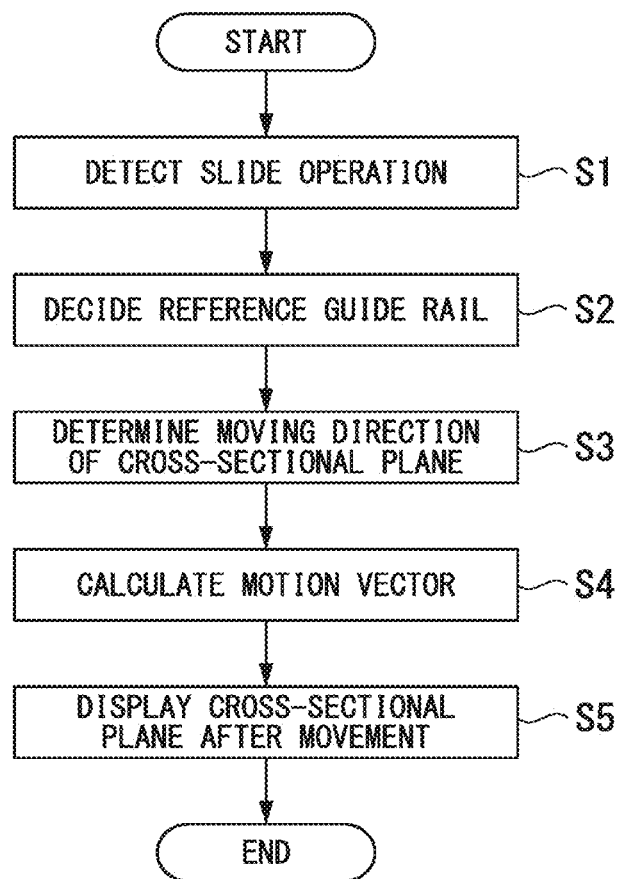 START
DETECT SLIDE OPERATION
S1
DECIDE REFERENCE GUIDE RAIL
S2
DETERMINE MOVING DIRECTION
OF CROSS-SECTIONAL PLANE
S3
CALCULATE MOTION VECTOR
S4
DISPLAY CROSS-SECTIONAL
PLANE AFTER MOVEMENT
S5
END